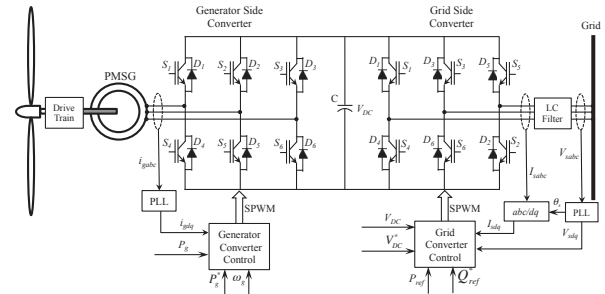 Generator Side
Converter
Grid Side
Converter
Grid
S1 D1 S2 D2 S3 D3
D1 S1 D3 S3 D5 S5
PMSG
Drive
Train
C
VDC
LC
Filter
S4 D4 S5 D5 S6 D6
D4 S4 D6 S6 D2 S2
igabc
Isabc
Vsabc
PLL
SPWM
SPWM
abc/dq
θs
PLL
igdq
Pg
Generator
Converter
Control
Pg* ωg
VDC
VDC*
Grid
Converter
Control
Isdq
Vsdq
Pref Qref*